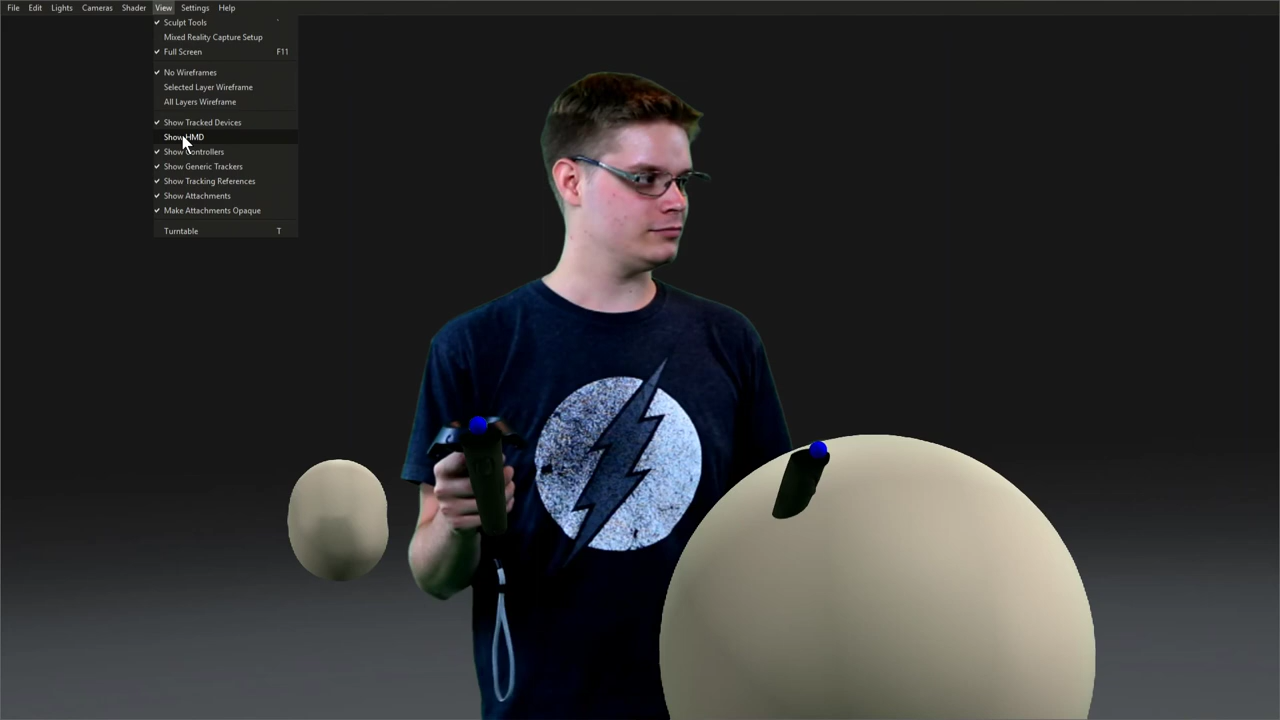 File Edit Lights Cameras Shader View Settings Help
Sculpt Tools `
Mixed Reality Capture Setup
Full Screen F11
No Wireframes
Selected Layer Wireframe
All Layers Wireframe
Show Tracked Devices
Show HMD
Show Controllers
Show Generic Trackers
Show Tracking References
Show Attachments
Make Attachments Opaque
Turntable T